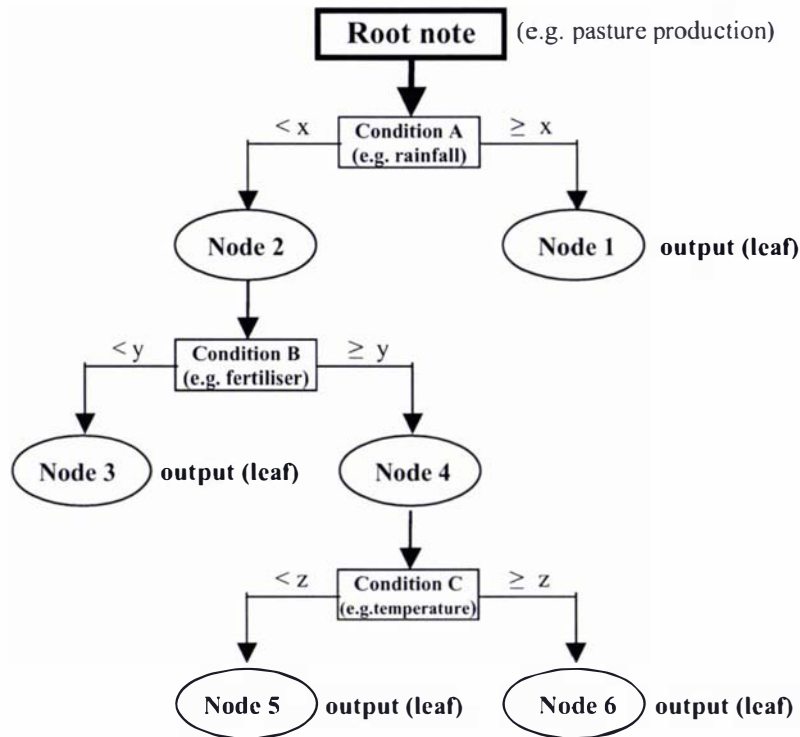 Root note (e.g. pasture production)
< x Condition A ≥ x
(e.g. rainfall)
Node 2 Node 1 output (leaf)
< y Condition B ≥ y
(e.g. fertiliser)
Node 3 output (leaf) Node 4
< z Condition C ≥ z
(e.g.temperature)
Node 5 output (leaf) Node 6 output (leaf)